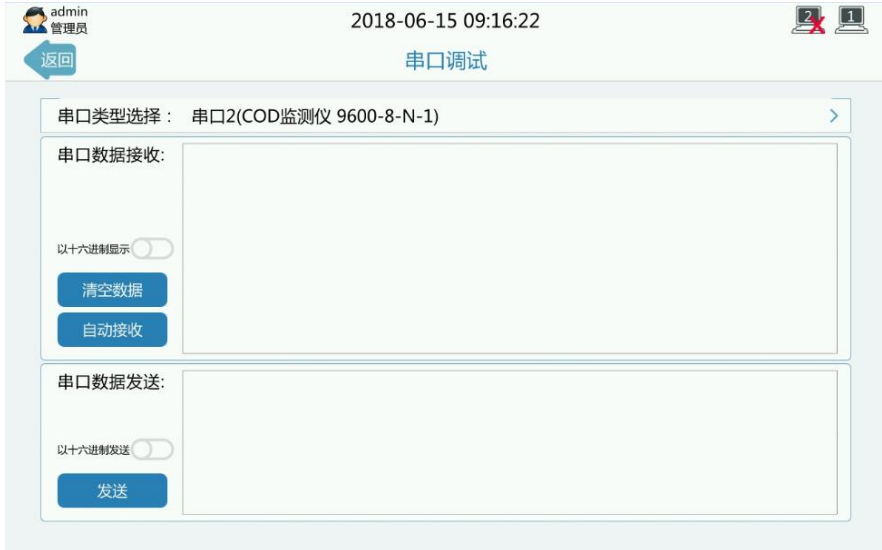 admin
管理员
2018-06-15 09:16:22
2
1
返回
串口调试
串口类型选择： 串口2(COD监测仪 9600-8-N-1)
串口数据接收:
以十六进制显示
清空数据
自动接收
串口数据发送:
以十六进制发送
发送